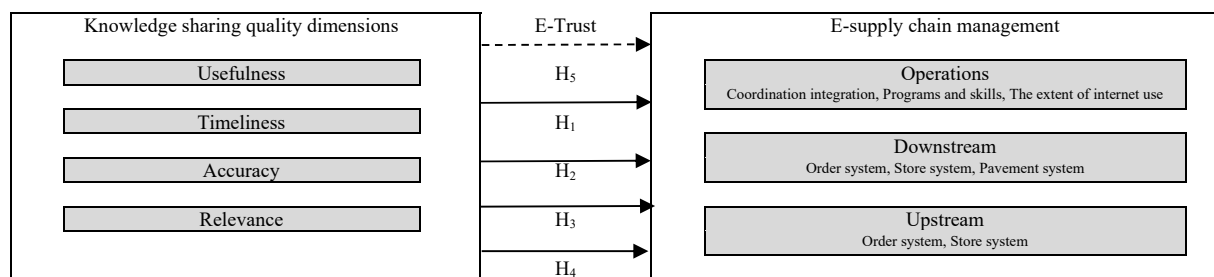 Knowledge sharing quality dimensions
Usefulness
Timeliness
Accuracy
Relevance
E-Trust
H₅
H₁
H₂
H₃
H₄
E-supply chain management
Operations
Coordination integration, Programs and skills, The extent of internet use
Downstream
Order system, Store system, Pavement system
Upstream
Order system, Store system